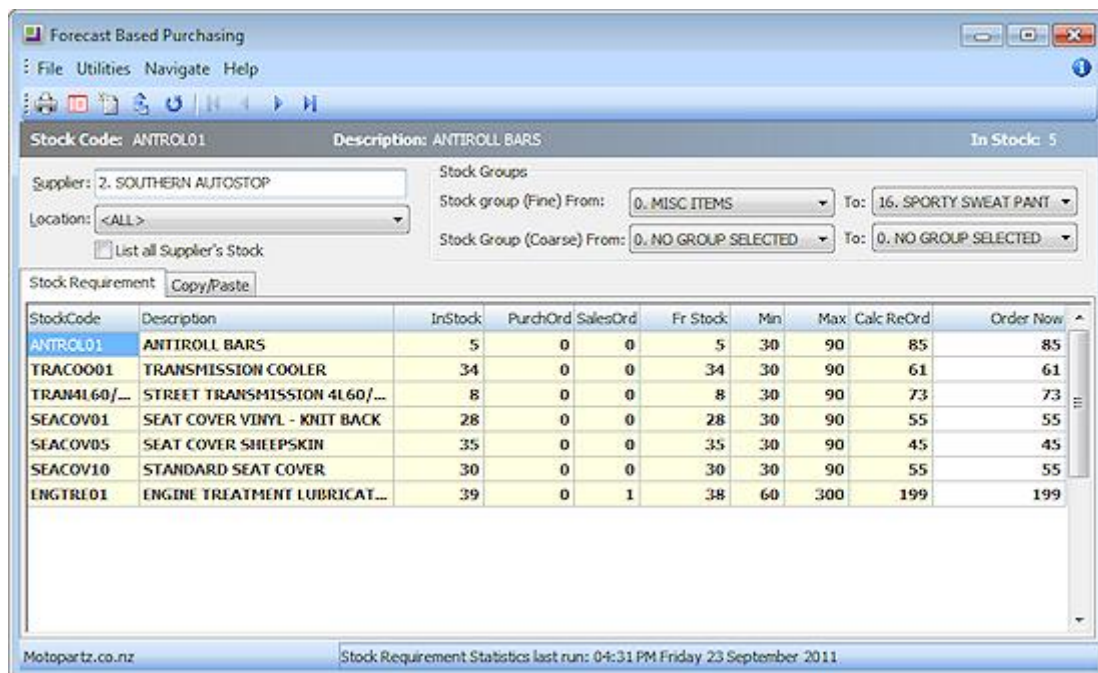 Forecast Based Purchasing
File Utilities Navigate Help
Stock Code: ANTROL01 Description: ANTIROLL BARS In Stock: 5
Supplier: 2. SOUTHERN AUTOSTOP
Location: <ALL>
List all Supplier's Stock
Stock Groups
Stock group (Fine) From: 0. MISC ITEMS To: 16. SPORTY SWEAT PANT
Stock Group (Coarse) From: 0. NO GROUP SELECTED To: 0. NO GROUP SELECTED
Stock Requirement Copy/Paste
StockCode Description InStock PurchOrd SalesOrd Fr Stock Min Max Calc ReOrd Order Now
ANTROL01 ANTIROLL BARS 5 0 0 5 30 90 85 85
TRACOO01 TRANSMISSION COOLER 34 0 0 34 30 90 61 61
TRAN4L60/... STREET TRANSMISSION 4L60/... 8 0 0 8 30 90 73 73
SEACOV01 SEAT COVER VINYL - KNIT BACK 28 0 0 28 30 90 55 55
SEACOV05 SEAT COVER SHEEPSKIN 35 0 0 35 30 90 45 45
SEACOV10 STANDARD SEAT COVER 30 0 0 30 30 90 55 55
ENGTRE01 ENGINE TREATMENT LUBRICAT... 39 0 1 38 60 300 199 199
Motopartz.co.nz Stock Requirement Statistics last run: 04:31 PM Friday 23 September 2011